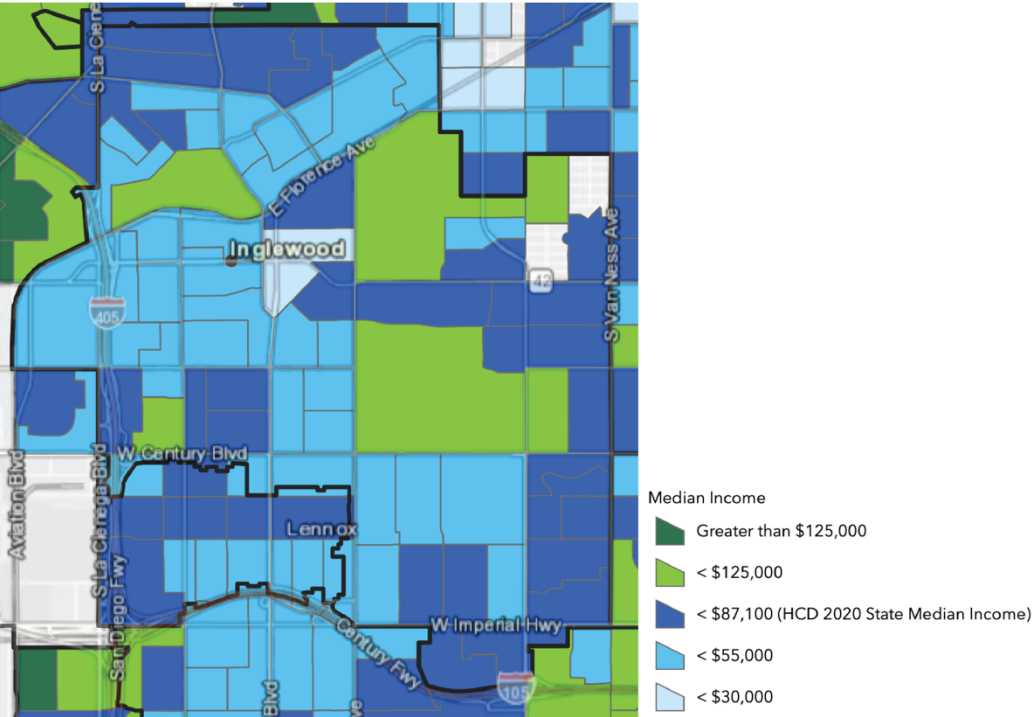 S La Ciene
E Florence Ave
Inglewood
42
S Van Ness Ave
405
W Century Blvd
Aviation Blvd
S La Cienega Blvd
Lennox
San Diego Fwy
W Imperial Hwy
Century Fwy
105
Blvd
ve
Median Income
Greater than $125,000
< $125,000
< $87,100 (HCD 2020 State Median Income)
< $55,000
< $30,000